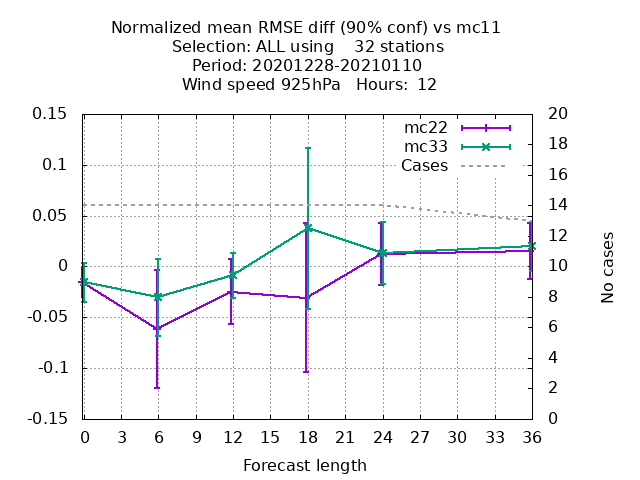 Normalized mean RMSE diff (90% conf) vs mc11
Selection: ALL using    32 stations
Period: 20201228-20210110
Wind speed 925hPa   Hours:  12
mc22
mc33
Cases
0.15
0.1
0.05
0
-0.05
-0.1
-0.15
20
18
16
14
12
10
8
6
4
2
0
No cases
0 3 6 9 12 15 18 21 24 27 30 33 36
Forecast length